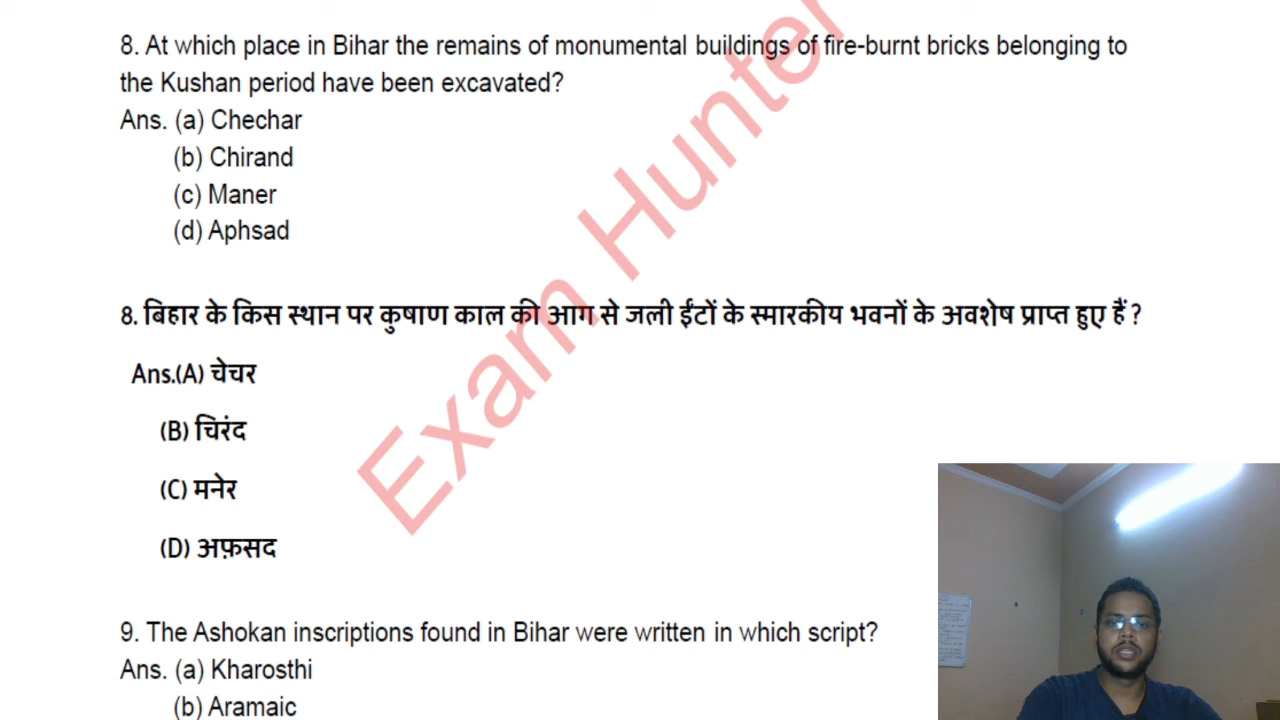 8. At which place in Bihar the remains of monumental buildings of fire-burnt bricks belonging to
the Kushan period have been excavated?
Ans. (a) Chechar
(b) Chirand
(c) Maner
(d) Aphsad
8. बिहार के किस स्थान पर कुषाण काल की आग से जली ईंटों के स्मारकीय भवनों के अवशेष प्राप्त हुए हैं ?
Ans.(A) चेचर
(B) चिरंद
(C) मनेर
(D) अफ़सद
9. The Ashokan inscriptions found in Bihar were written in which script?
Ans. (a) Kharosthi
(b) Aramaic
Exam Hunter